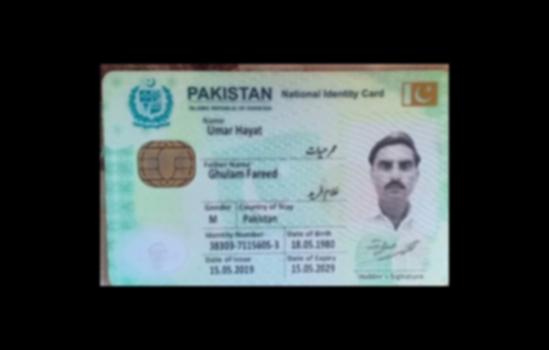 PAKISTAN National Identity Card
ISLAMIC REPUBLIC OF PAKISTAN
Name
Umar Hayat
عمر حیات
Father Name
Ghulam Fareed
غلام فرید
Gender Country of Stay
M Pakistan
Identity Number Date of Birth
38303-7115605-3 18.05.1980
Date of Issue Date of Expiry
15.05.2019 15.05.2029
Holder's Signature